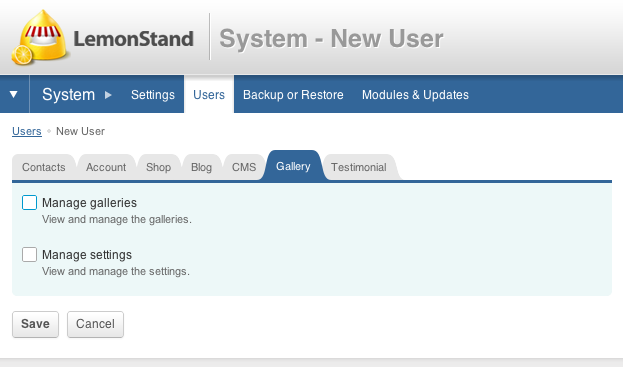 LemonStand
System - New User
System
Settings
Users
Backup or Restore
Modules & Updates
Users • New User
Contacts
Account
Shop
Blog
CMS
Gallery
Testimonial
Manage galleries
View and manage the galleries.
Manage settings
View and manage the settings.
Save
Cancel